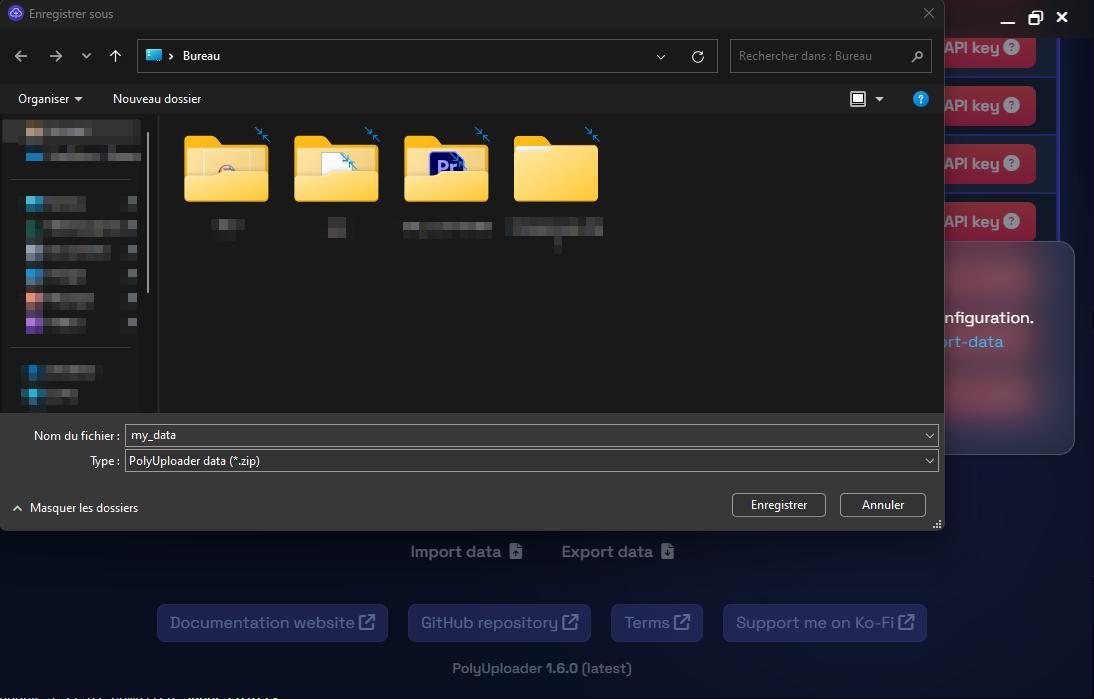 Enregistrer sous
Bureau
Rechercher dans : Bureau
Organiser
Nouveau dossier
?
Pr
API key ?
API key ?
API key ?
API key ?
nfiguration.
rt-data
Nom du fichier :
my_data
Type :
PolyUploader data (*.zip)
Masquer les dossiers
Enregistrer
Annuler
Import data
Export data
Documentation website
GitHub repository
Terms
Support me on Ko-Fi
PolyUploader 1.6.0 (latest)